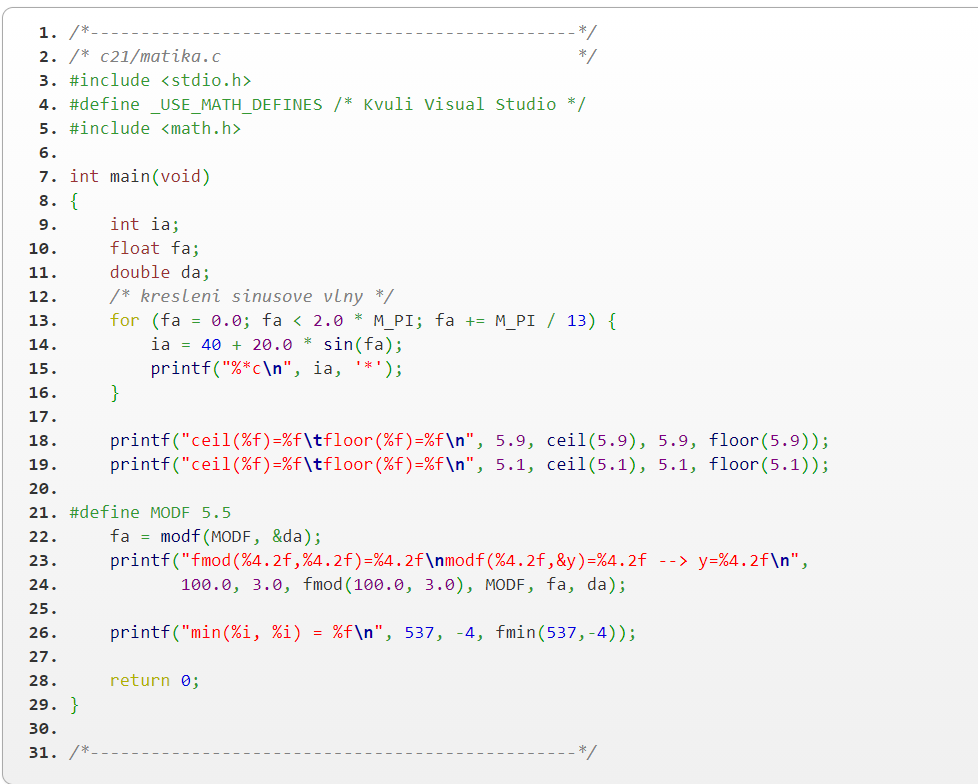 1. /*------------------------------------------------*/
2. /* c21/matika.c                                   */
3. #include <stdio.h>
4. #define _USE_MATH_DEFINES /* Kvuli Visual Studio */
5. #include <math.h>
6.
7. int main(void)
8. {
9.     int ia;
10.     float fa;
11.     double da;
12.     /* kresleni sinusove vlny */
13.     for (fa = 0.0; fa < 2.0 * M_PI; fa += M_PI / 13) {
14.         ia = 40 + 20.0 * sin(fa);
15.         printf("%*c\n", ia, '*');
16.     }
17.
18.     printf("ceil(%f)=%f\tfloor(%f)=%f\n", 5.9, ceil(5.9), 5.9, floor(5.9));
19.     printf("ceil(%f)=%f\tfloor(%f)=%f\n", 5.1, ceil(5.1), 5.1, floor(5.1));
20.
21. #define MODF 5.5
22.     fa = modf(MODF, &da);
23.     printf("fmod(%4.2f,%4.2f)=%4.2f\nmodf(%4.2f,&y)=%4.2f --> y=%4.2f\n",
24.            100.0, 3.0, fmod(100.0, 3.0), MODF, fa, da);
25.
26.     printf("min(%i, %i) = %f\n", 537, -4, fmin(537,-4));
27.
28.     return 0;
29. }
30.
31. /*------------------------------------------------*/